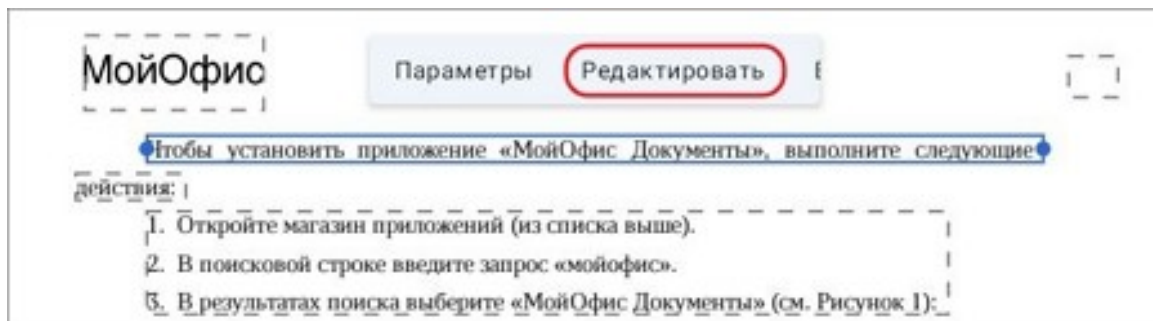 МойОфис
Параметры Редактировать
Чтобы установить приложение «МойОфис Документы», выполните следующие
действия:
1. Откройте магазин приложений (из списка выше).
2. В поисковой строке введите запрос «мойофис».
3. В результатах поиска выберите «МойОфис Документы» (см. Рисунок 1):